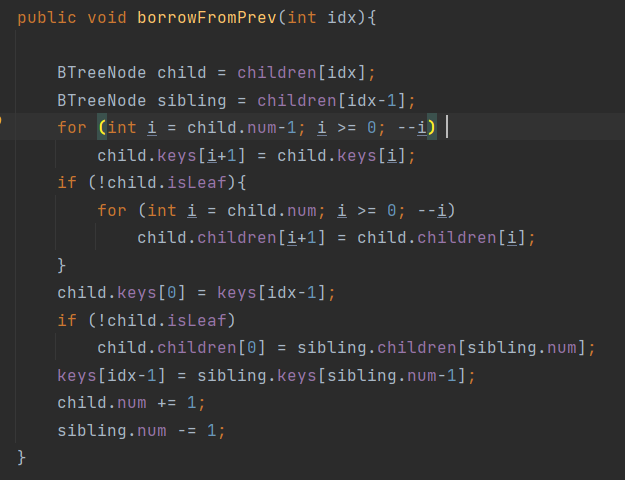 public void borrowFromPrev(int idx){
BTreeNode child = children[idx];
BTreeNode sibling = children[idx-1];
for (int i = child.num-1; i >= 0; --i)
child.keys[i+1] = child.keys[i];
if (!child.isLeaf){
for (int i = child.num; i >= 0; --i)
child.children[i+1] = child.children[i];
}
child.keys[0] = keys[idx-1];
if (!child.isLeaf)
child.children[0] = sibling.children[sibling.num];
keys[idx-1] = sibling.keys[sibling.num-1];
child.num += 1;
sibling.num -= 1;
}